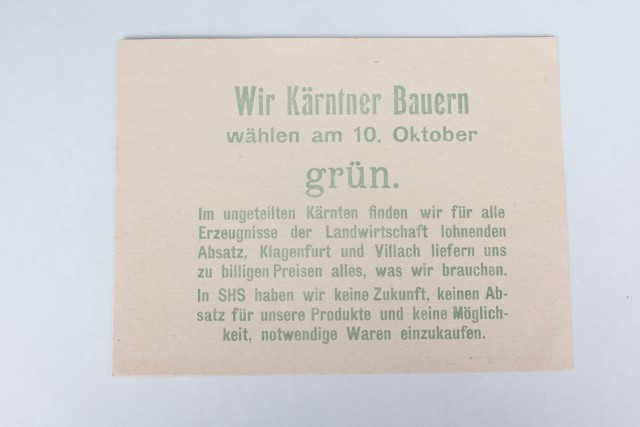 Wir Kärntner Bauern
wählen am 10. Oktober
grün.
Im ungeteilten Kärnten finden wir für alle
Erzeugnisse der Landwirtschaft lohnenden
Absatz, Klagenfurt und Villach liefern uns
zu billigen Preisen alles, was wir brauchen.
In SHS haben wir keine Zukunft, keinen Ab-
satz für unsere Produkte und keine Möglich-
keit, notwendige Waren einzukaufen.